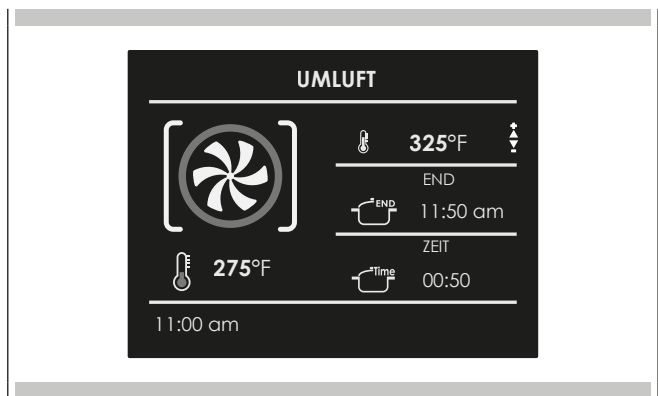 UMLUFT
325°F
END
END
11:50 am
275°F
ZEIT
Time
00:50
11:00 am